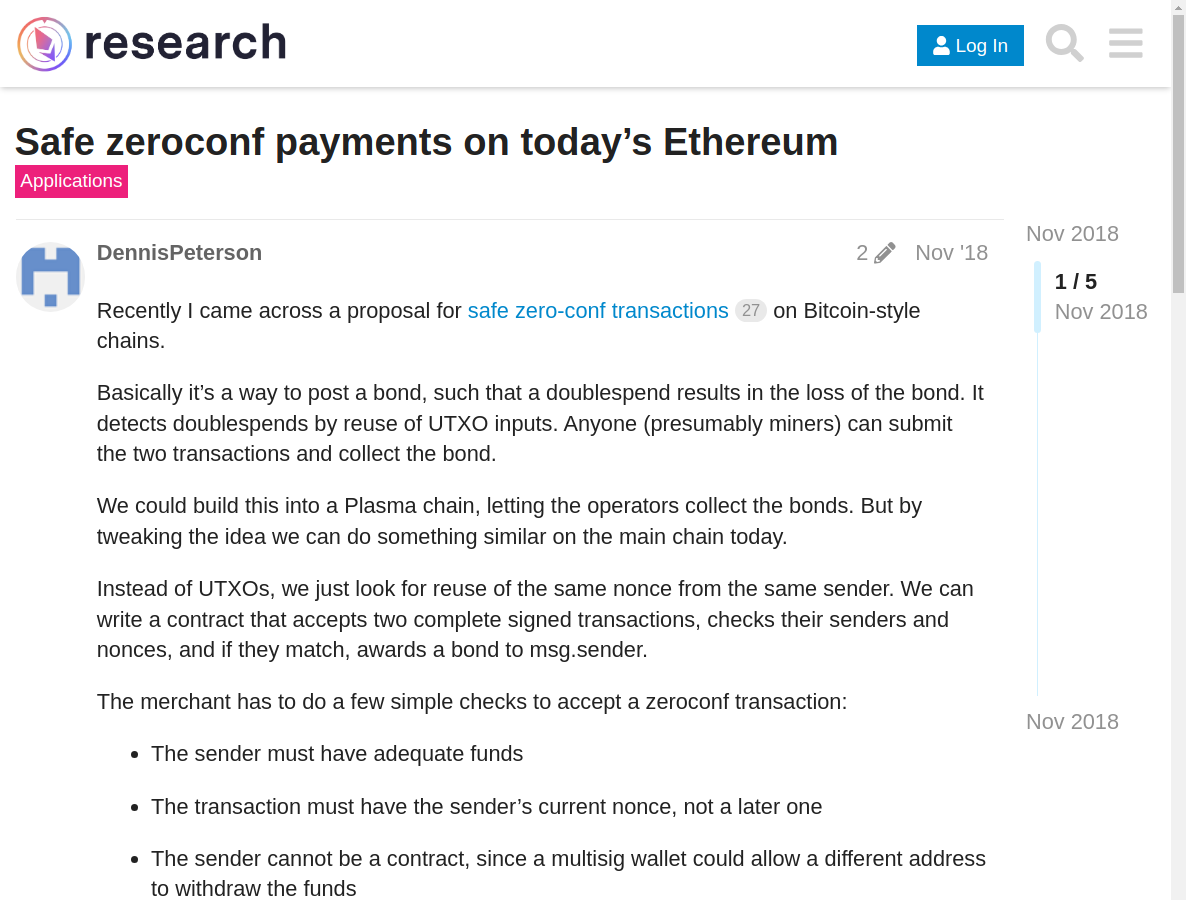 research
Log In
Safe zeroconf payments on today’s Ethereum
Applications
DennisPeterson
2
Nov '18
Recently I came across a proposal for safe zero-conf transactions 27 on Bitcoin-style
chains.
Basically it’s a way to post a bond, such that a doublespend results in the loss of the bond. It
detects doublespends by reuse of UTXO inputs. Anyone (presumably miners) can submit
the two transactions and collect the bond.
We could build this into a Plasma chain, letting the operators collect the bonds. But by
tweaking the idea we can do something similar on the main chain today.
Instead of UTXOs, we just look for reuse of the same nonce from the same sender. We can
write a contract that accepts two complete signed transactions, checks their senders and
nonces, and if they match, awards a bond to msg.sender.
The merchant has to do a few simple checks to accept a zeroconf transaction:
The sender must have adequate funds
The transaction must have the sender’s current nonce, not a later one
The sender cannot be a contract, since a multisig wallet could allow a different address
to withdraw the funds
Nov 2018
1 / 5
Nov 2018
Nov 2018